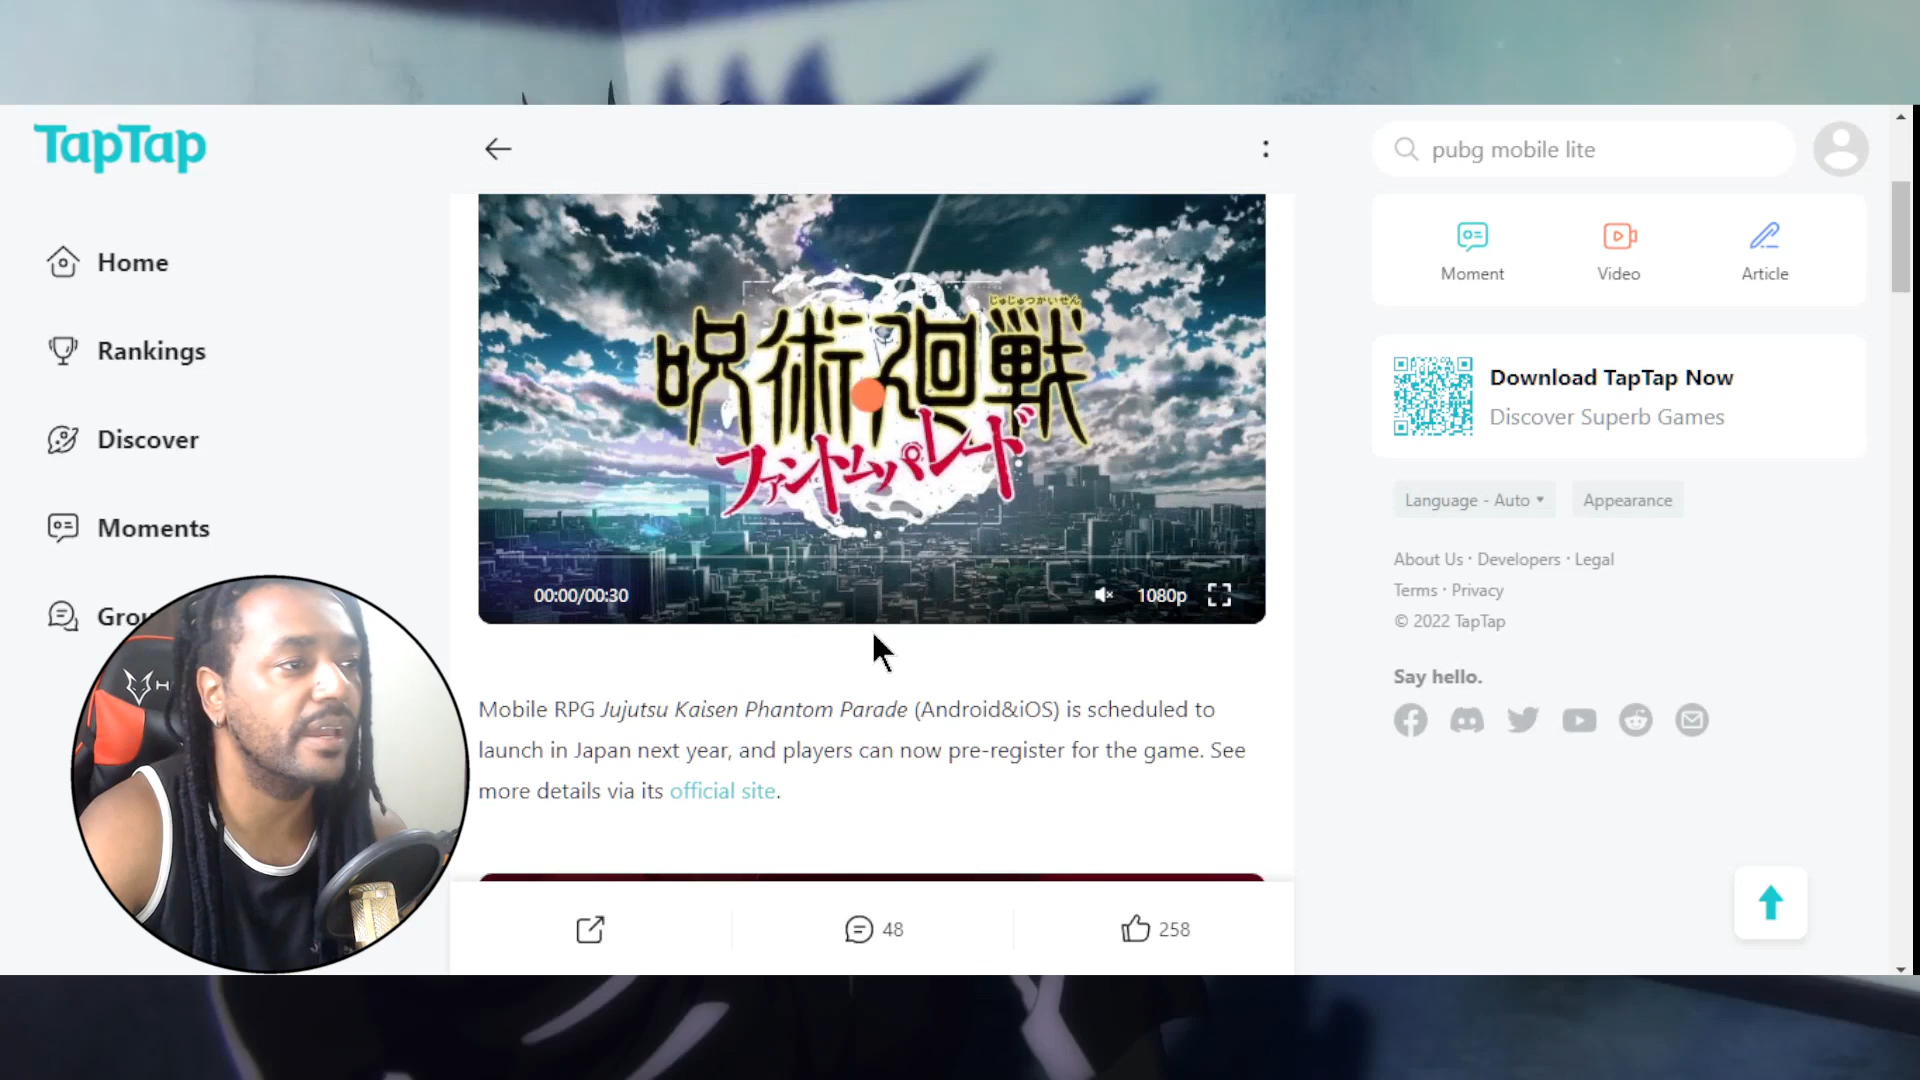 TapTap
pubg mobile lite
Home
Rankings
Discover
Moments
Grou
じゅじゅつかいせん
呪術廻戦
ファントムパレード
00:00/00:30
1080p
Mobile RPG Jujutsu Kaisen Phantom Parade (Android&iOS) is scheduled to
launch in Japan next year, and players can now pre-register for the game. See
more details via its official site.
48
258
Moment
Video
Article
Download TapTap Now
Discover Superb Games
Language - Auto
Appearance
About Us · Developers · Legal
Terms · Privacy
© 2022 TapTap
Say hello.
H